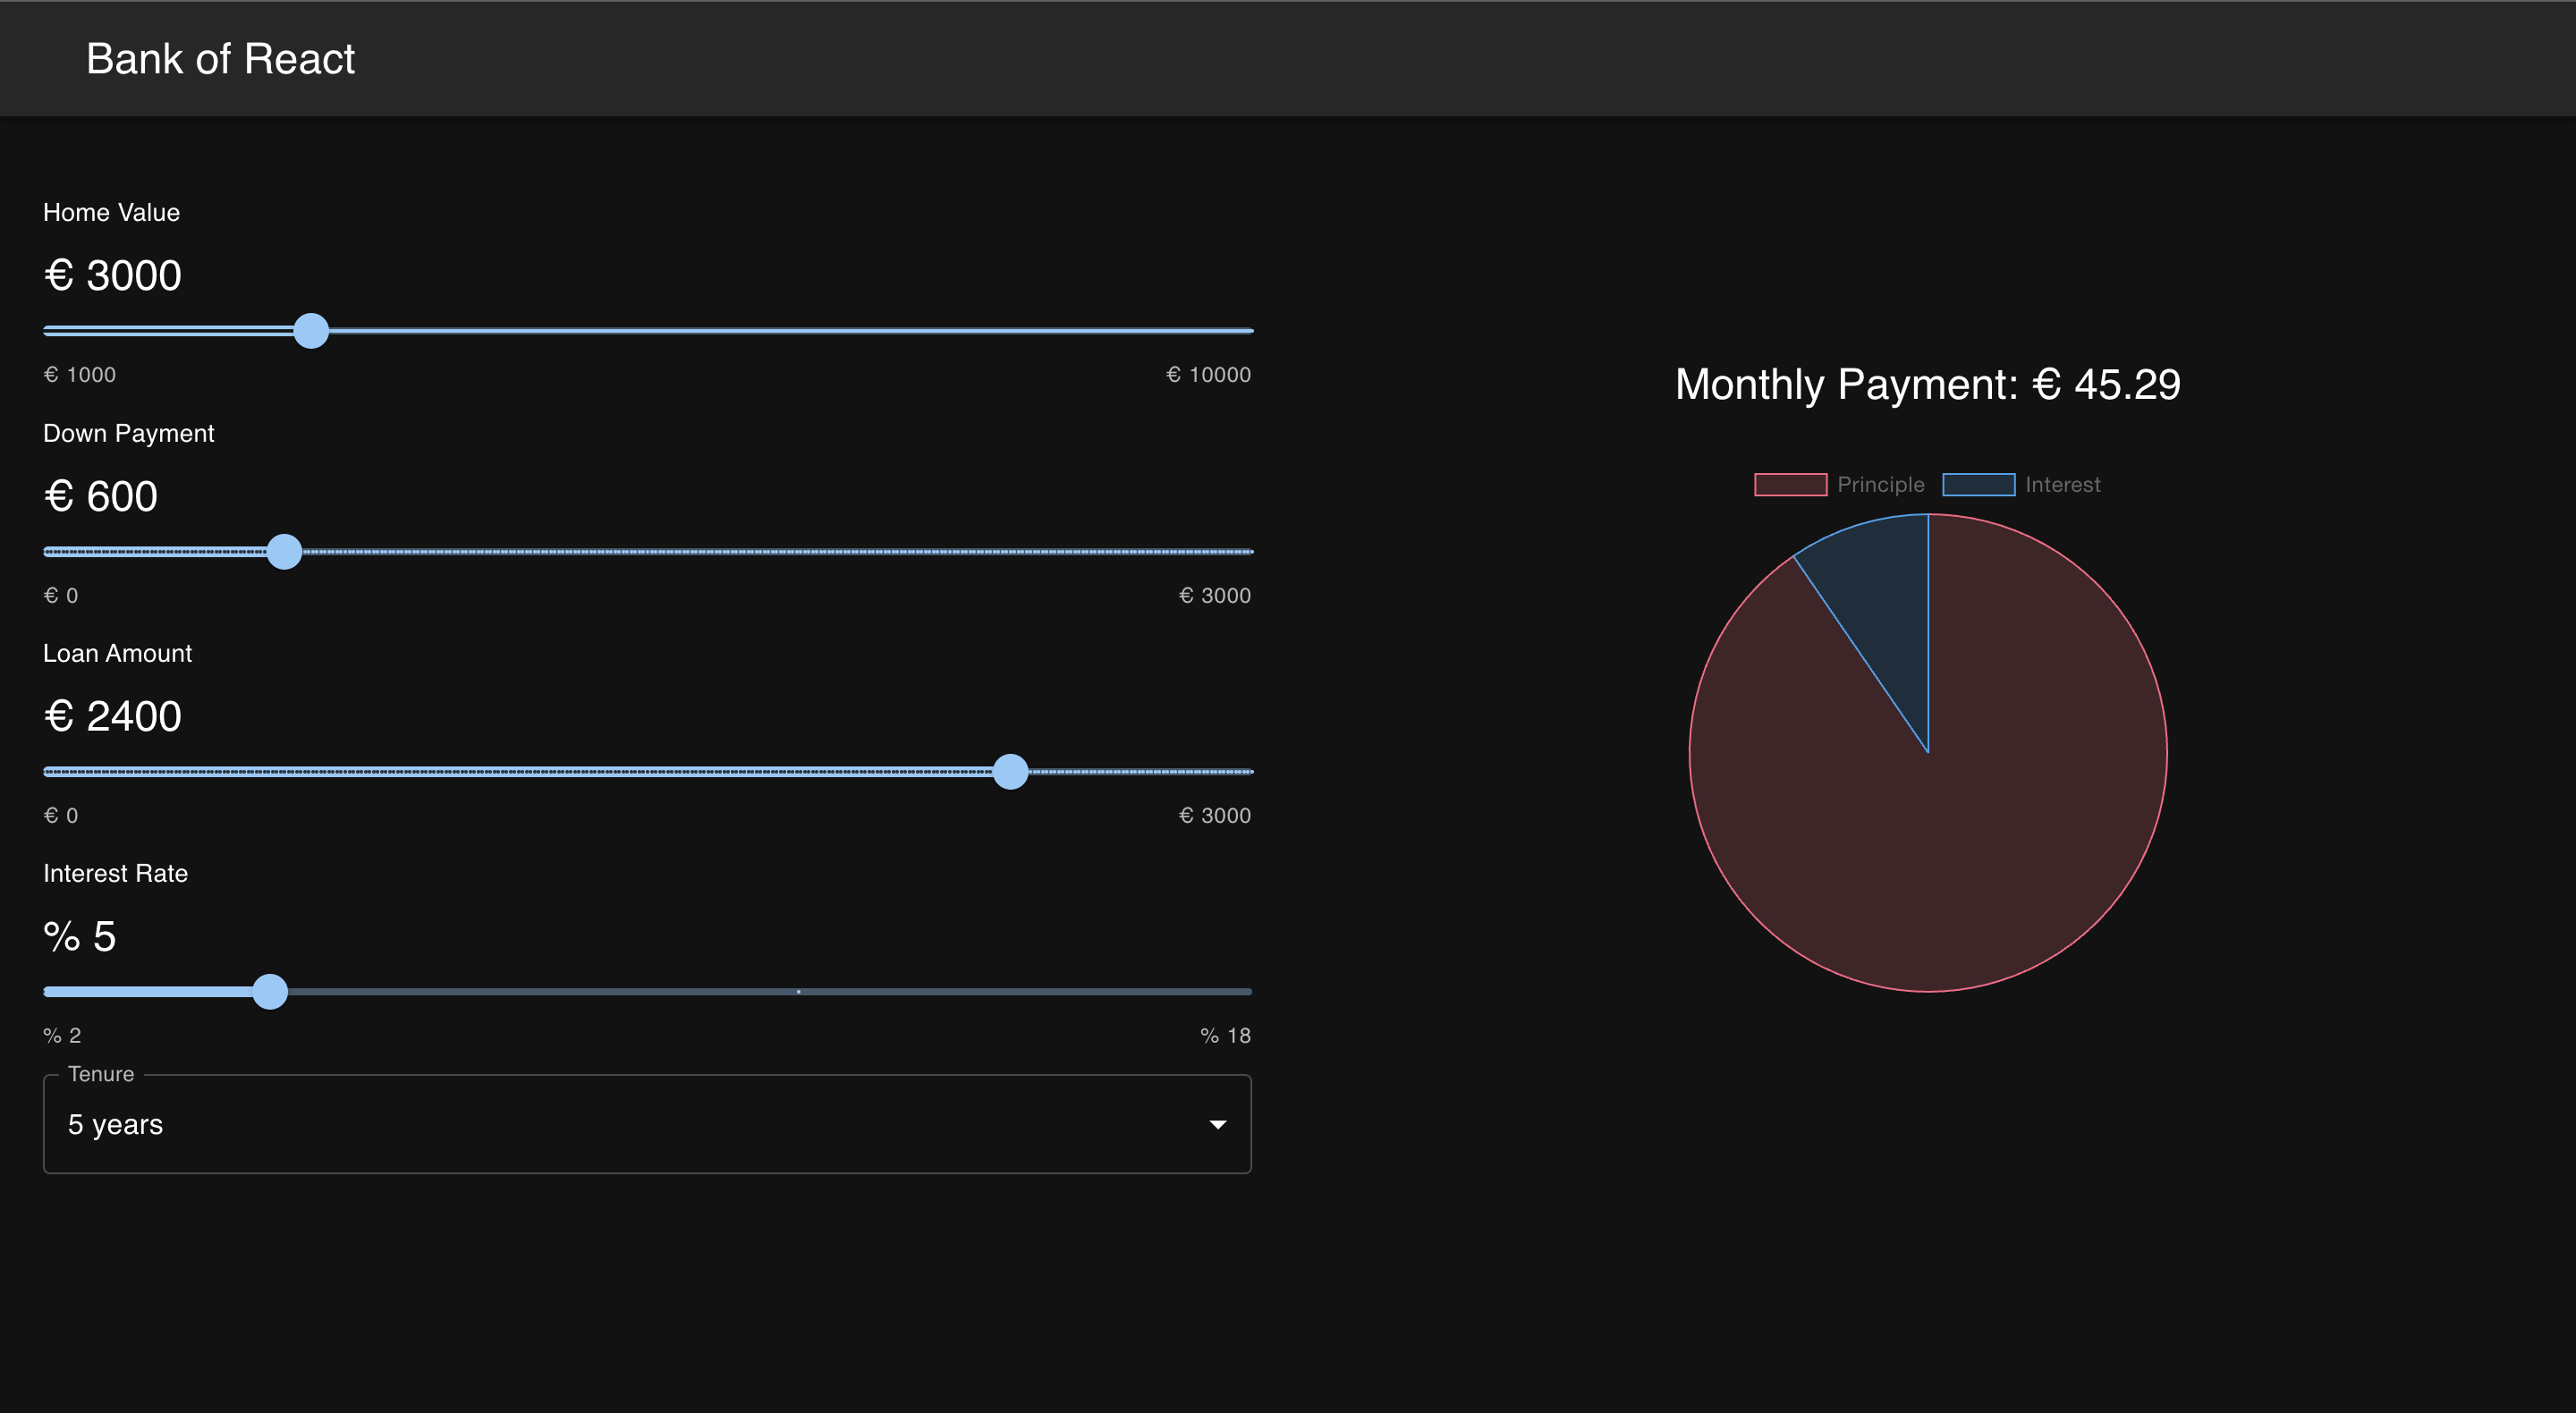 Bank of React
Home Value
€ 3000
€ 1000 € 10000
Down Payment
€ 600
€ 0 € 3000
Loan Amount
€ 2400
€ 0 € 3000
Interest Rate
% 5
% 2 % 18
Tenure
5 years
Monthly Payment: € 45.29
Principle Interest